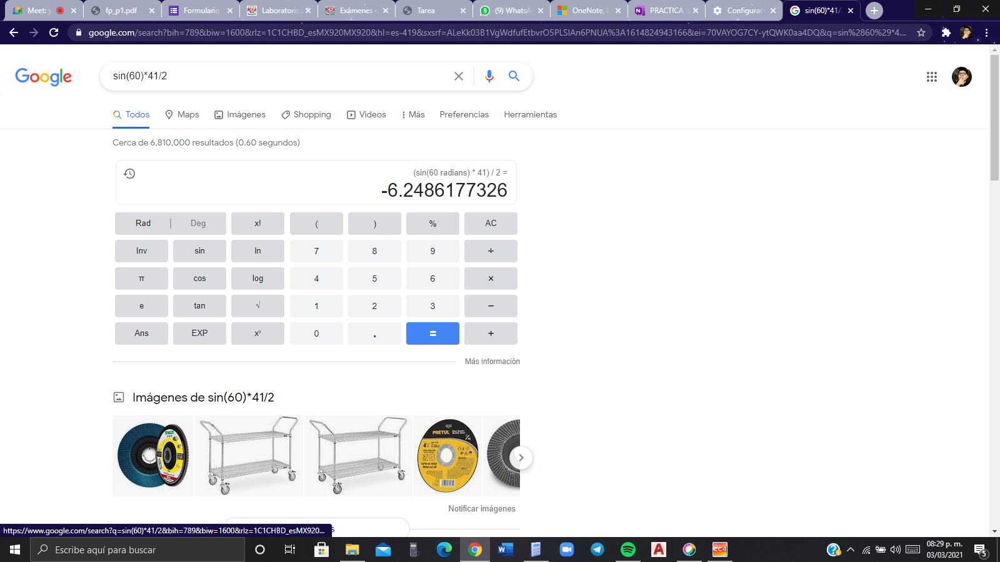 Meet: y
fp_p1.pdf
Formulario
Laboratorio
Exámenes
Tarea
(9) WhatsA
OneNote,
PRACTICA
Configurac
sin(60)*41/
google.com/search?bih=789&biw=1600&rlz=1C1CHBD_esMX920MX920&hl=es-419&sxsrf=ALeKk03B1VgWdfufEtbvrO5PLSIAn6PNUA%3A1614824943166&ei=70VAYOG7CY-ytQWK0aa4DQ&q=sin%2860%29*4...
Google
sin(60)*41/2
Todos
Maps
Imágenes
Shopping
Videos
Más
Preferencias
Herramientas
Cerca de 6,810,000 resultados (0.60 segundos)
(sin(60 radians) * 41) / 2 =
-6.2486177326
Rad | Deg x! ( ) % AC
Inv sin ln 7 8 9 ÷
π cos log 4 5 6 ×
e tan √ 1 2 3 −
Ans EXP xʸ 0 . = +
Más información
Imágenes de sin(60)*41/2
PRETUL
Notificar imágenes
https://www.google.com/search?q=sin(60)*41/2&bih=789&biw=1600&rlz=1C1CHBD_esMX920...
Escribe aquí para buscar
CC4
08:29 p. m.
03/03/2021
5